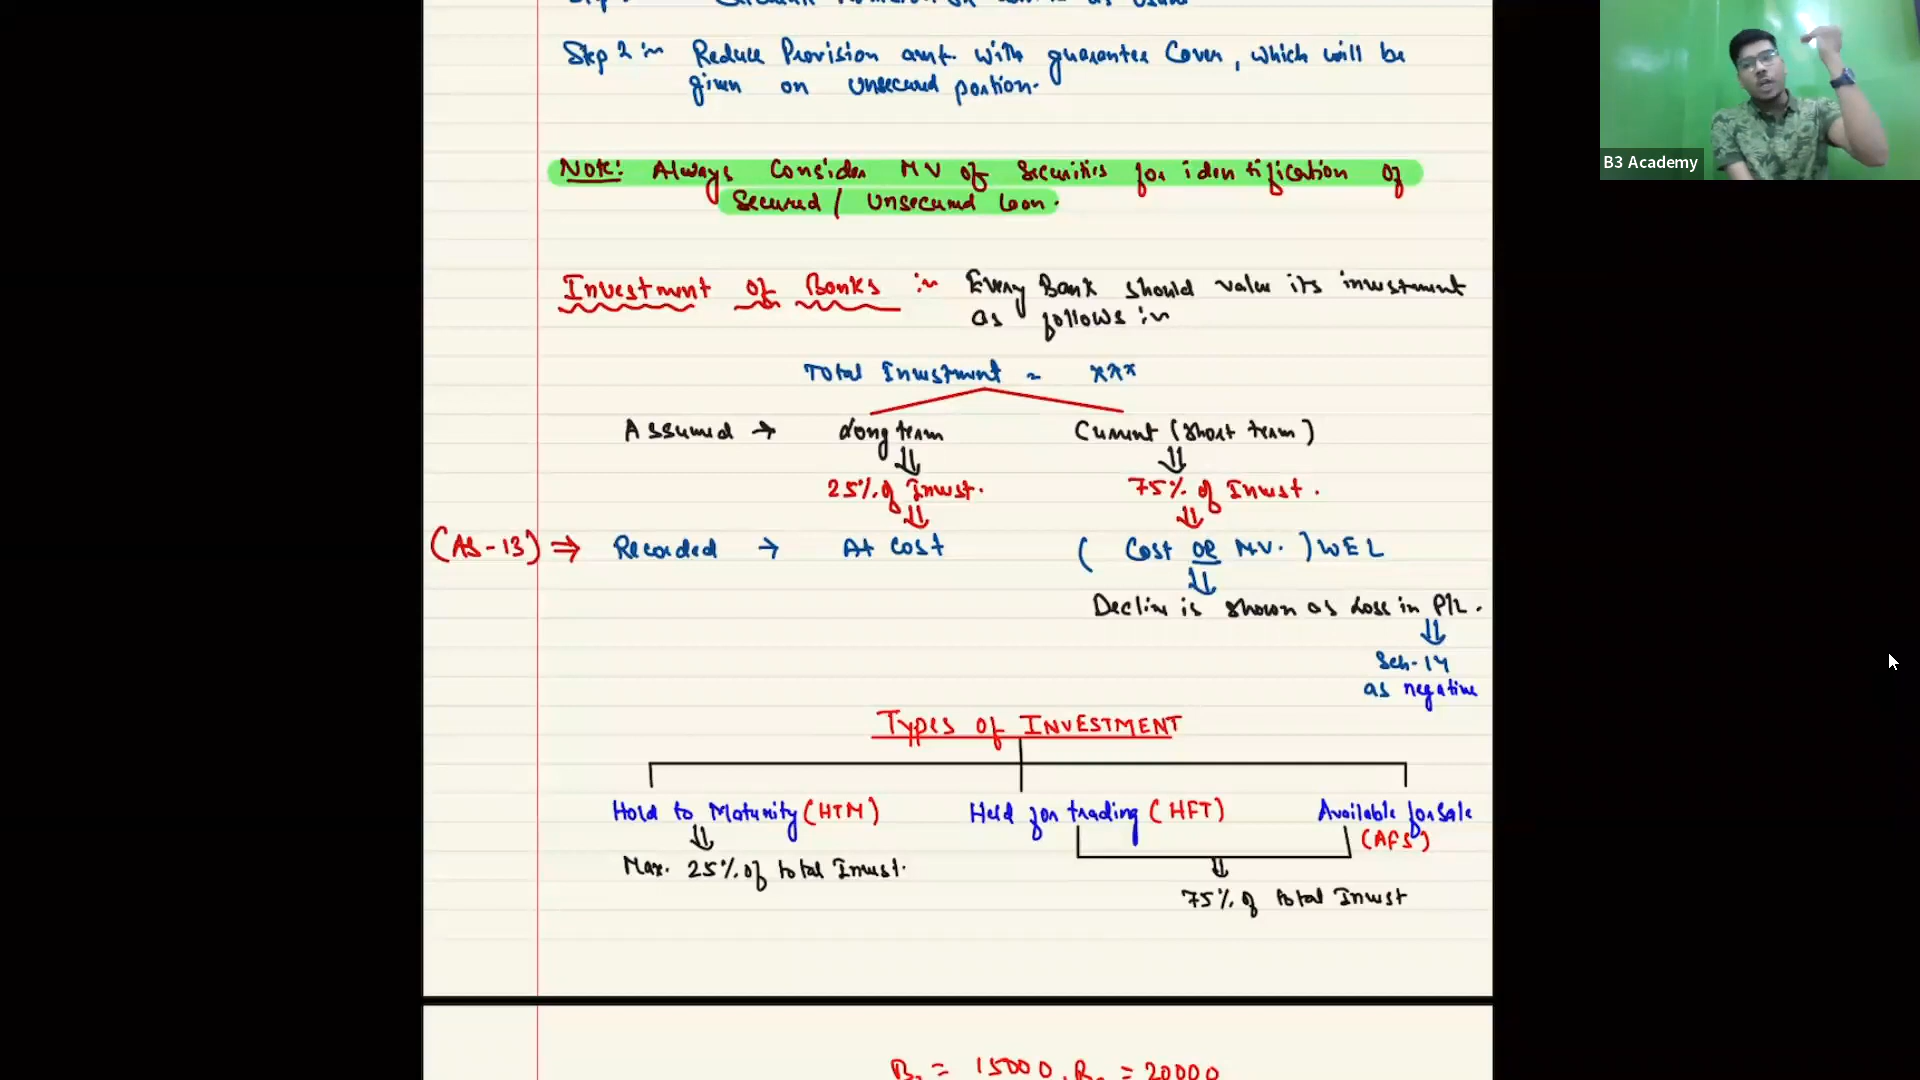 Step 2 :- Reduce Provision amt. with guarantee Cover, which will be
given on unsecured portion.
Note: Always Consider MV of Securities for identification of
Secured / Unsecured Loan.
Investment of Banks :- Every Bank should value its investment
as follows :-
Total Investment = xxx
Assumed → Long term Current (Short term)
25% of Invest. 75% of Invest.
(AS-13) ⇒ Recorded → At Cost ( Cost OR MV. ) WEL
Decline is shown as Loss in P/L.
Sch-14
as negative
Types of INVESTMENT
Hold to Maturity (HTM) Held for trading (HFT) Available for Sale
(AFS)
Max. 25% of total Invest.
75% of total Invest
= 15000, = 20000
B3 Academy